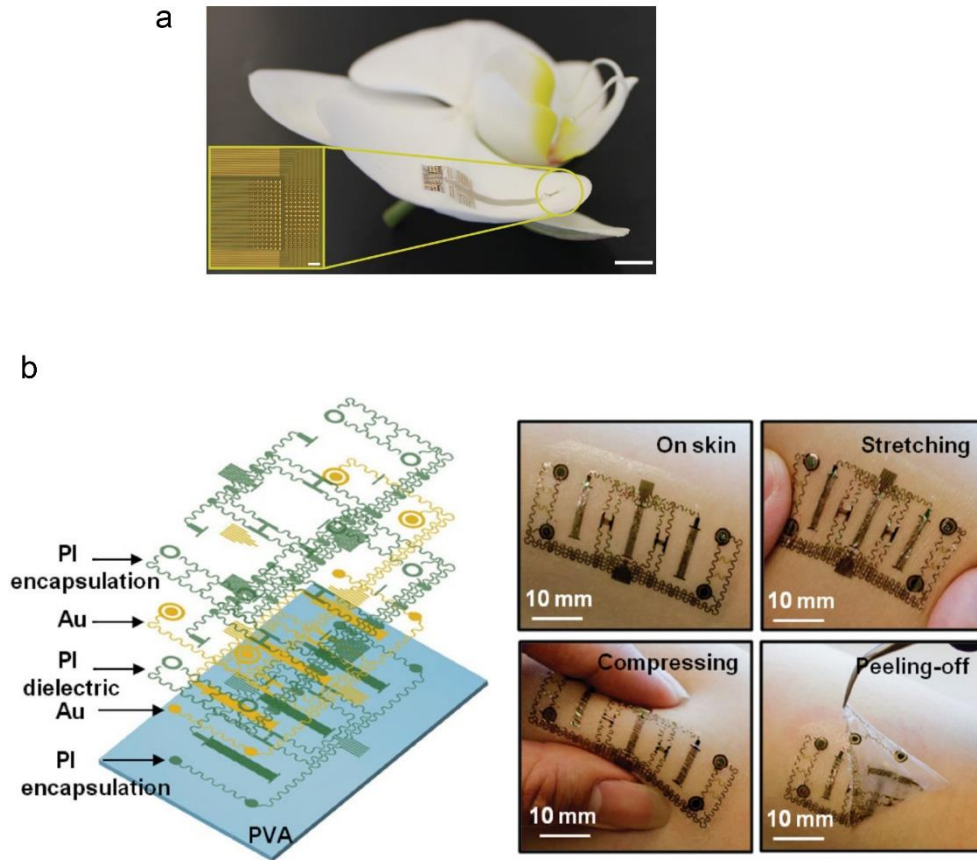 a
b
PI
encapsulation
Au
PI
dielectric
Au
PI
encapsulation
PVA
On skin
10 mm
Stretching
10 mm
Compressing
10 mm
Peeling-off
10 mm